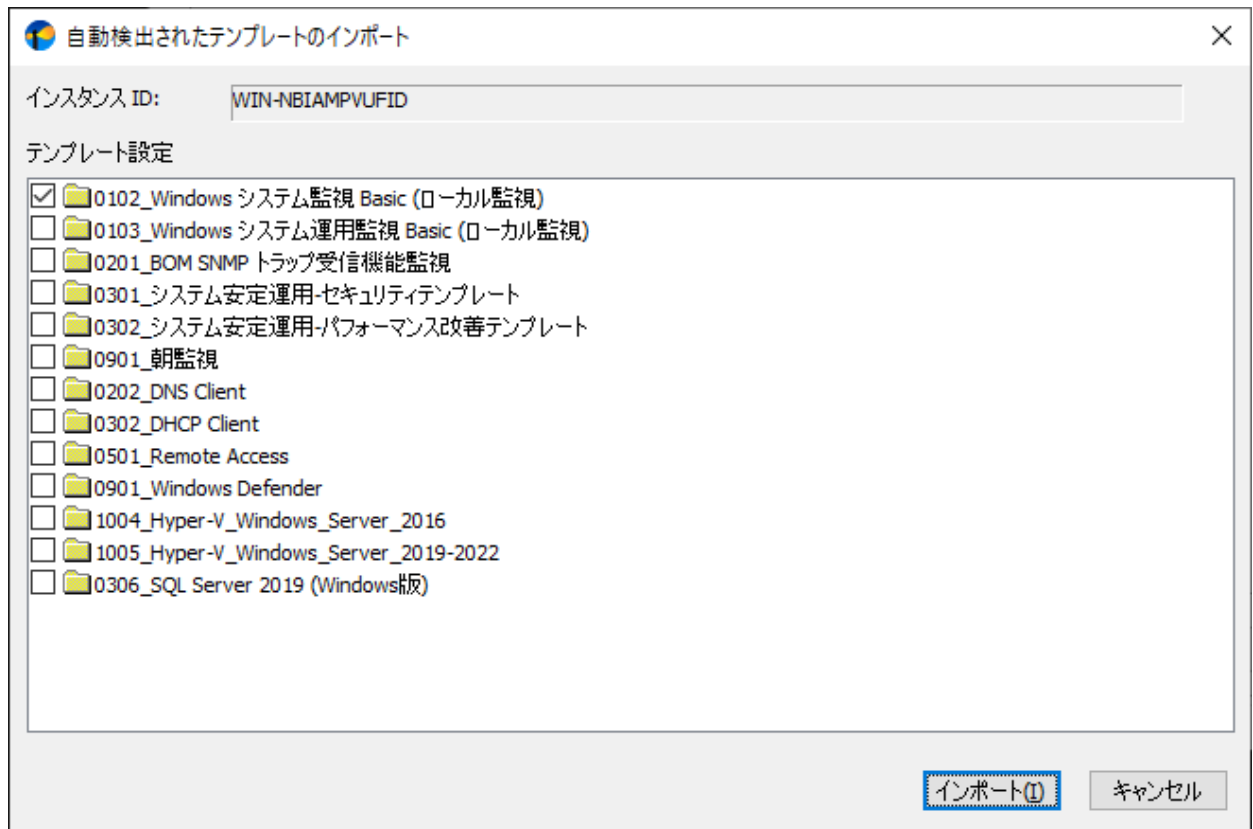 自動検出されたテンプレートのインポート
インスタンス ID: WIN-NBIAMPVUFID
テンプレート設定
0102_Windows システム監視 Basic (ローカル監視)
0103_Windows システム運用監視 Basic (ローカル監視)
0201_BOM SNMP トラップ受信機能監視
0301_システム安定運用-セキュリティテンプレート
0302_システム安定運用-パフォーマンス改善テンプレート
0901_朝監視
0202_DNS Client
0302_DHCP Client
0501_Remote Access
0901_Windows Defender
1004_Hyper-V_Windows_Server_2016
1005_Hyper-V_Windows_Server_2019-2022
0306_SQL Server 2019 (Windows版)
インポート(I) キャンセル